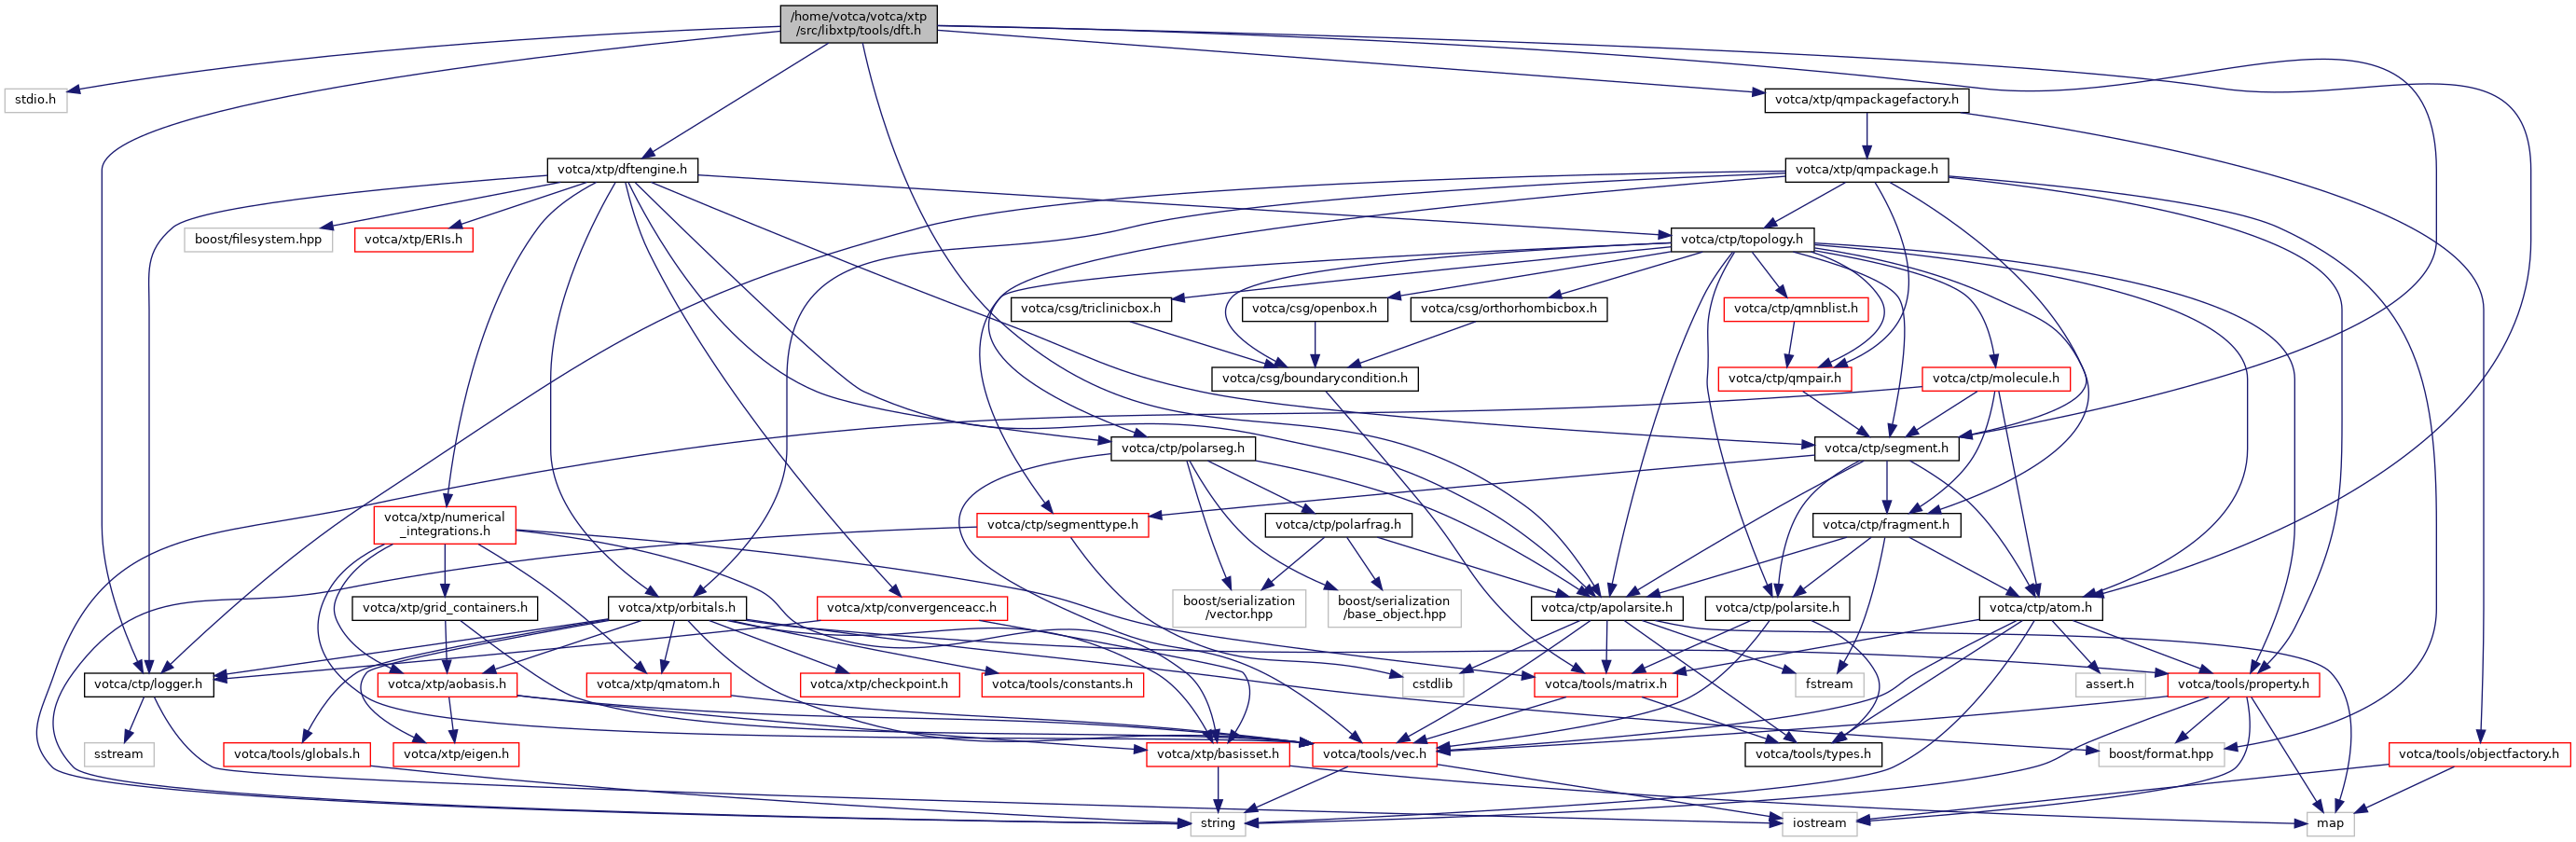 /home/votca/votca/xtp
/src/libxtp/tools/dft.h
stdio.h
votca/xtp/qmpackagefactory.h
votca/xtp/dftengine.h
votca/xtp/qmpackage.h
boost/filesystem.hpp
votca/xtp/ERIs.h
votca/ctp/topology.h
votca/csg/triclinicbox.h
votca/csg/openbox.h
votca/csg/orthorhombicbox.h
votca/ctp/qmnblist.h
votca/csg/boundarycondition.h
votca/ctp/qmpair.h
votca/ctp/molecule.h
votca/ctp/polarseg.h
votca/ctp/segment.h
votca/xtp/numerical
_integrations.h
votca/ctp/segmenttype.h
votca/ctp/polarfrag.h
votca/ctp/fragment.h
votca/xtp/grid_containers.h
votca/xtp/orbitals.h
votca/xtp/convergenceacc.h
boost/serialization
/vector.hpp
boost/serialization
/base_object.hpp
votca/ctp/apolarsite.h
votca/ctp/polarsite.h
votca/ctp/atom.h
votca/ctp/logger.h
votca/xtp/aobasis.h
votca/xtp/qmatom.h
votca/xtp/checkpoint.h
votca/tools/constants.h
cstdlib
votca/tools/matrix.h
fstream
assert.h
votca/tools/property.h
sstream
votca/tools/globals.h
votca/xtp/eigen.h
votca/xtp/basisset.h
votca/tools/vec.h
votca/tools/types.h
boost/format.hpp
votca/tools/objectfactory.h
string
iostream
map